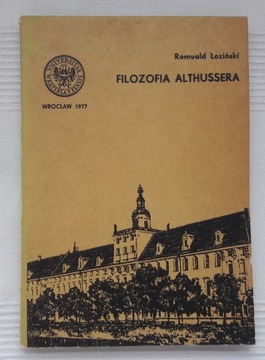 Romuald Łoziński
FILOZOFIA ALTHUSSERA
WROCŁAW 1977